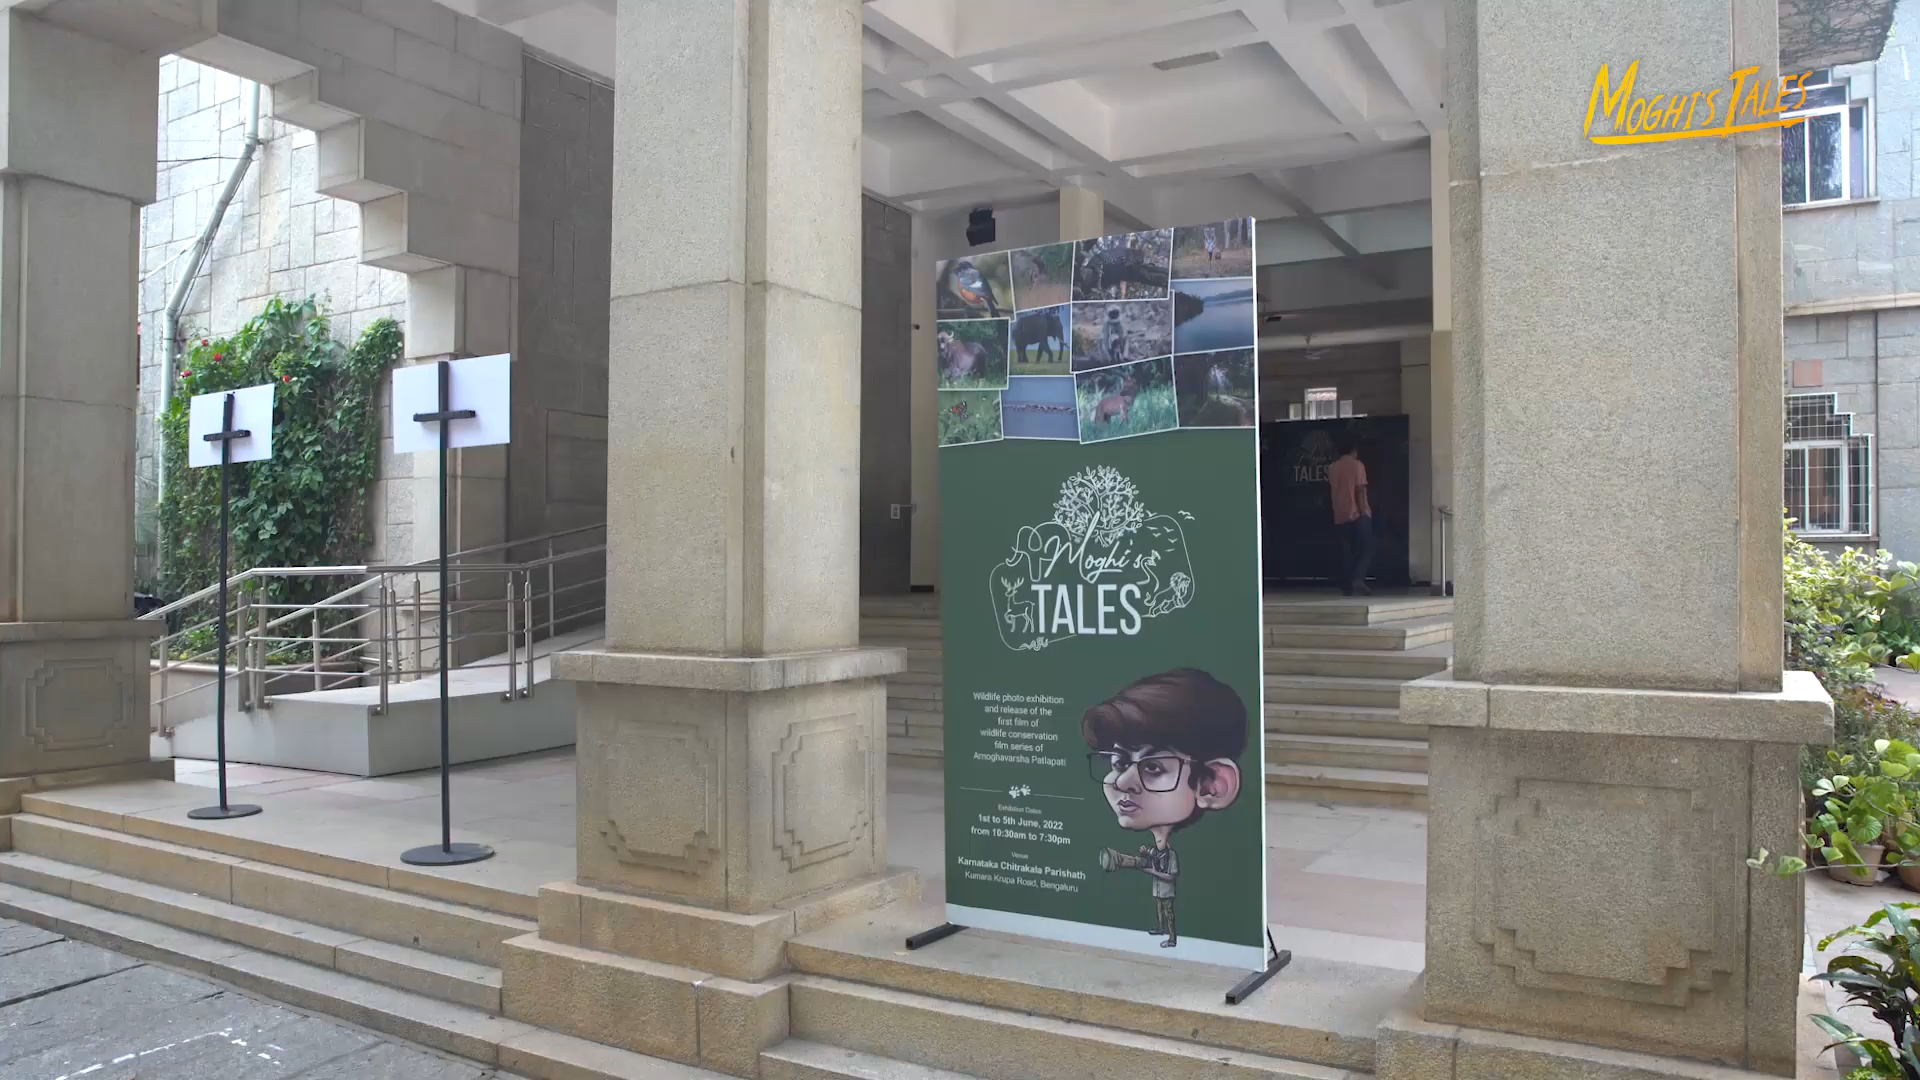 MOGHI'S TALES
Moghi's
TALES
Wildlife photo exhibition
and release of the
first film of
wildlife conservation
film series of
Amoghavarsha Patlapati
Exhibition Dates
1st to 5th June, 2022
from 10:30am to 7:30pm
Venue
Karnataka Chitrakala Parishath
Kumara Krupa Road, Bengaluru
TALES